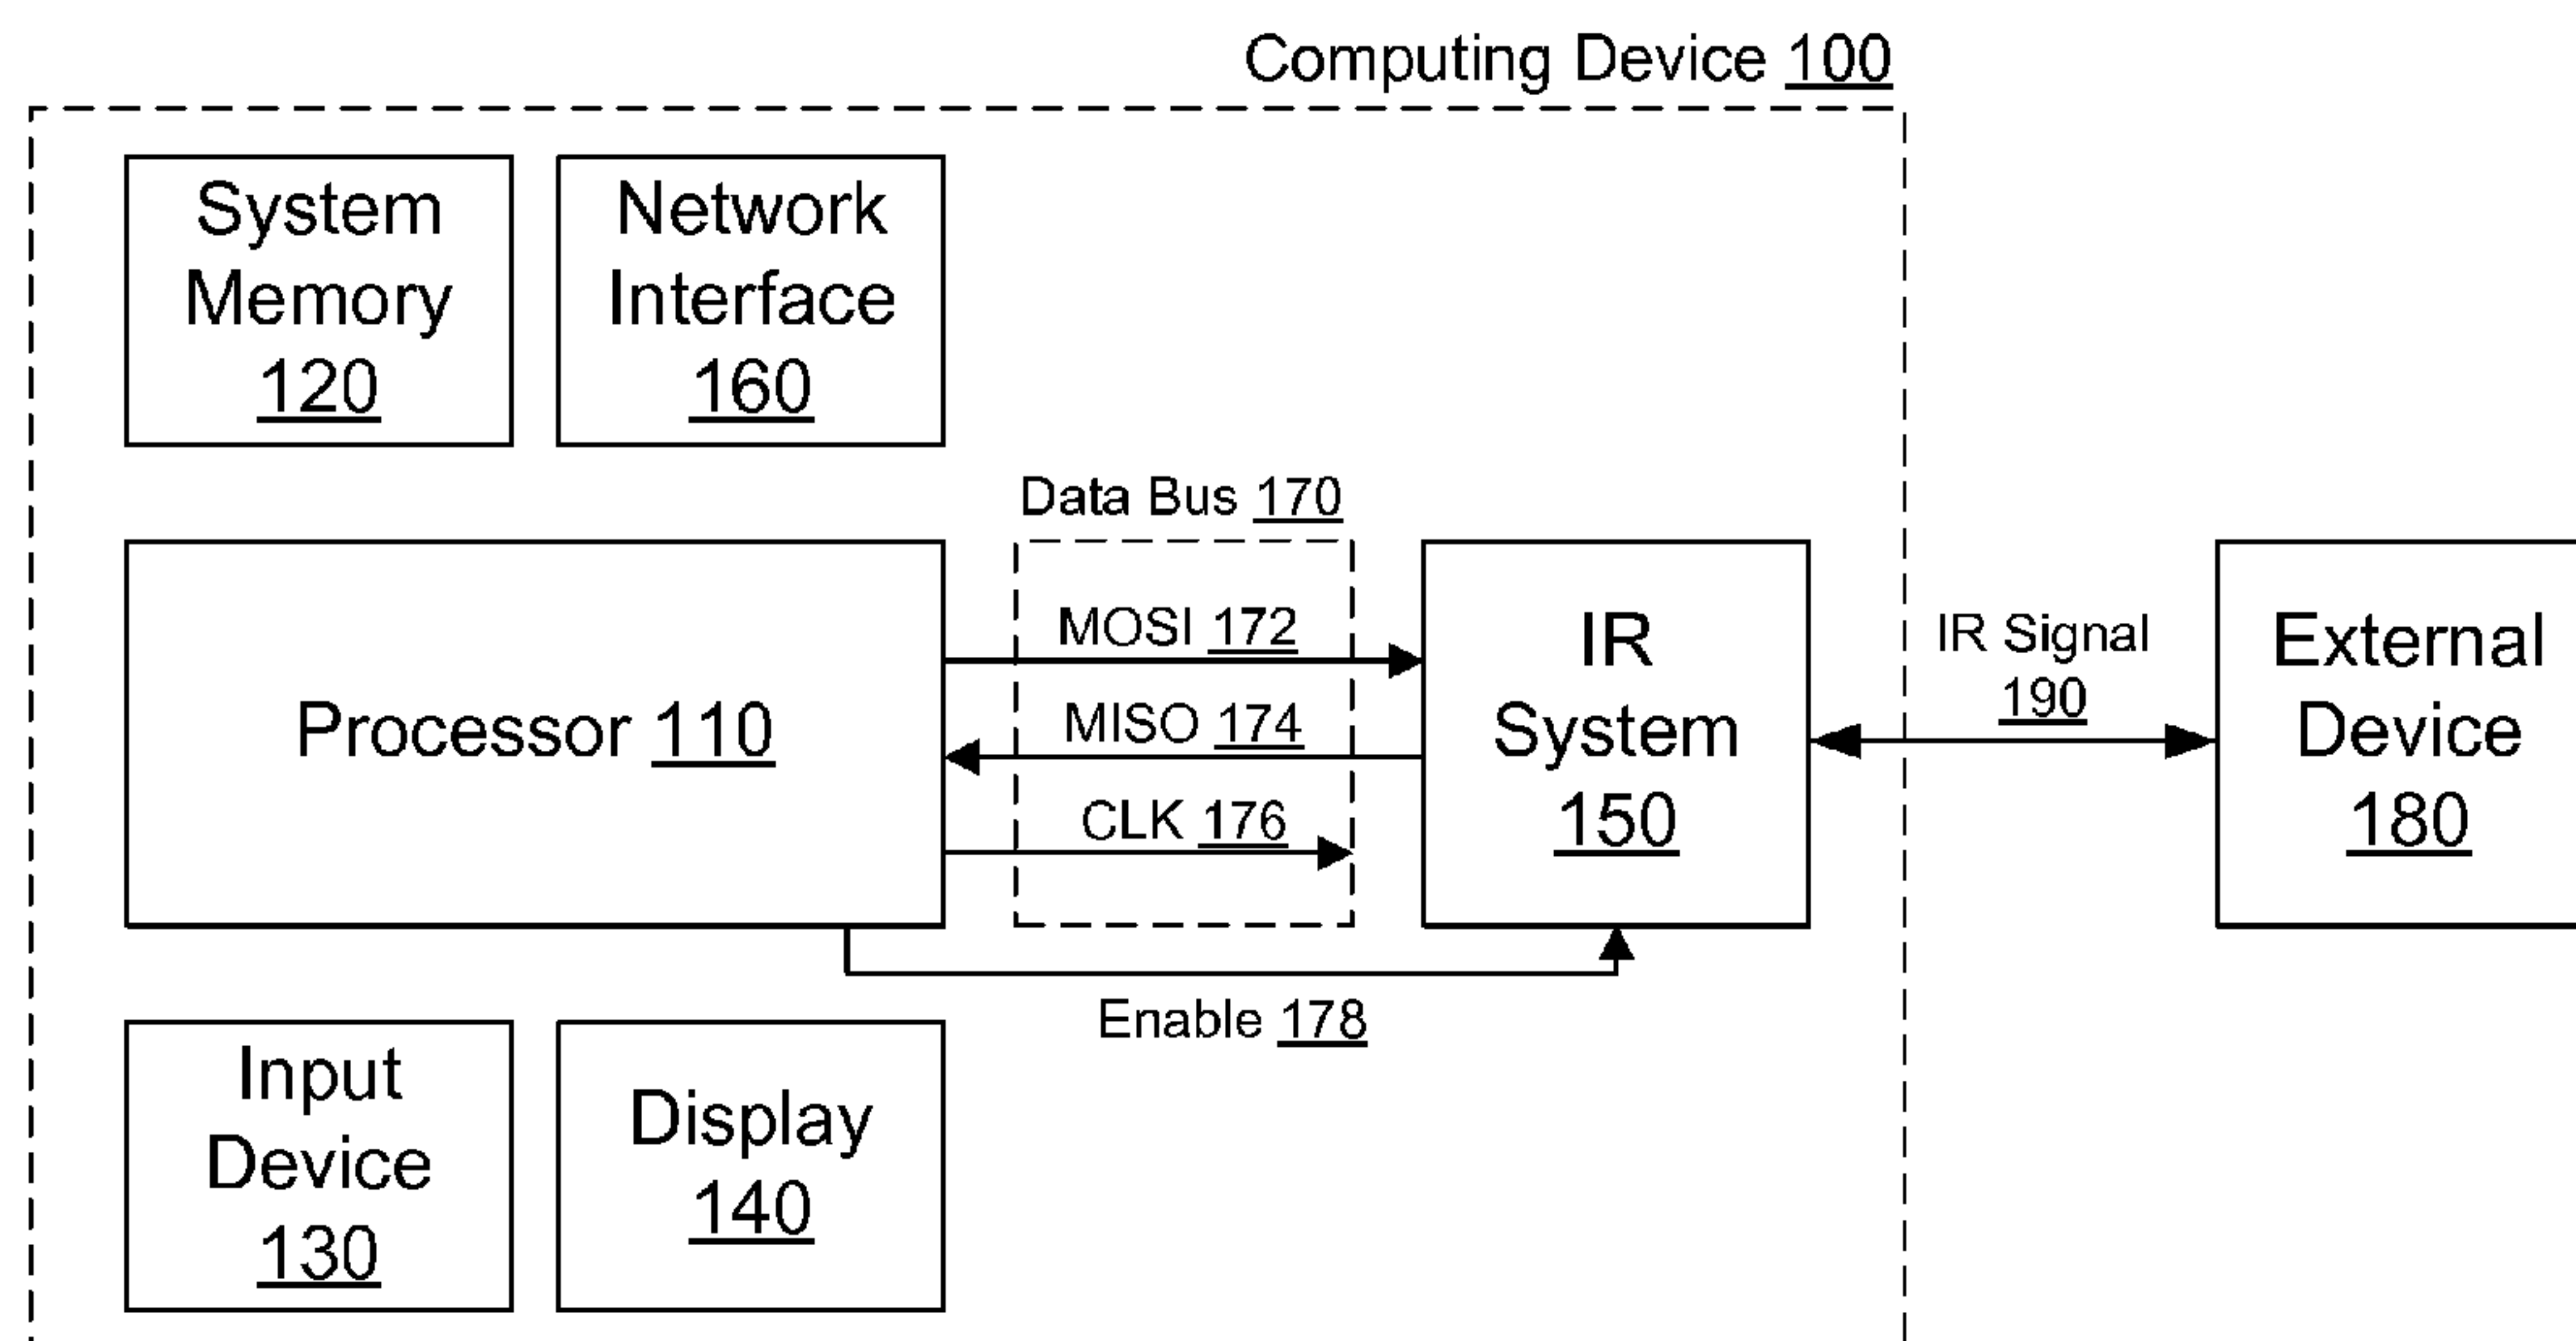 Computing Device 100
System
Memory
120
Network
Interface
160
Data Bus 170
Processor 110
MOSI 172
MISO 174
CLK 176
IR
System
150
IR Signal
190
External
Device
180
Enable 178
Input
Device
130
Display
140